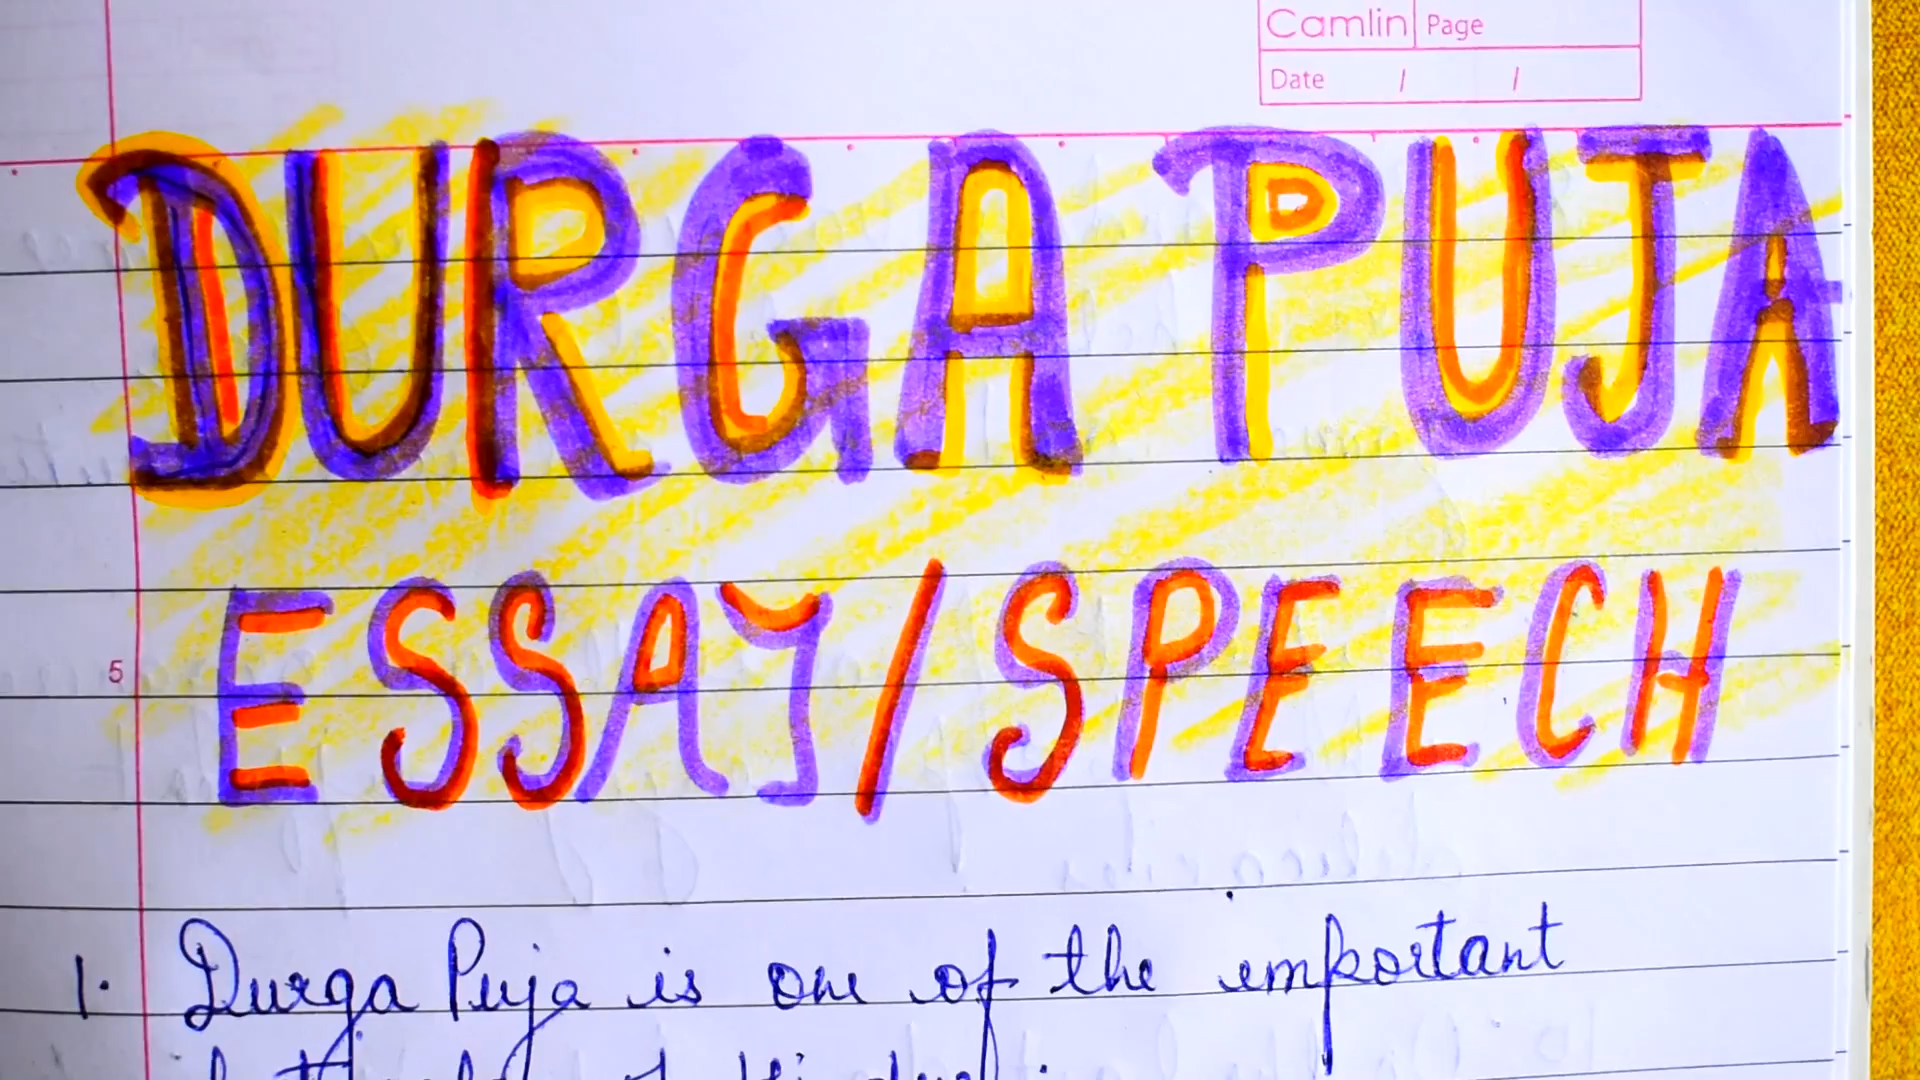 Camlin Page
Date / /
DURGA PUJA
5
ESSAY/SPEECH
1. Durga Puja is one of the important